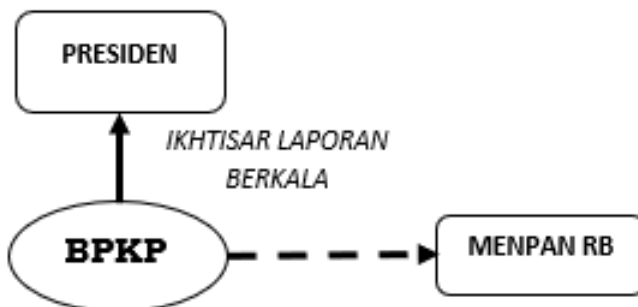 PRESIDEN
IKHTISAR LAPORAN
BERKALA
BPKP
MENPAN RB